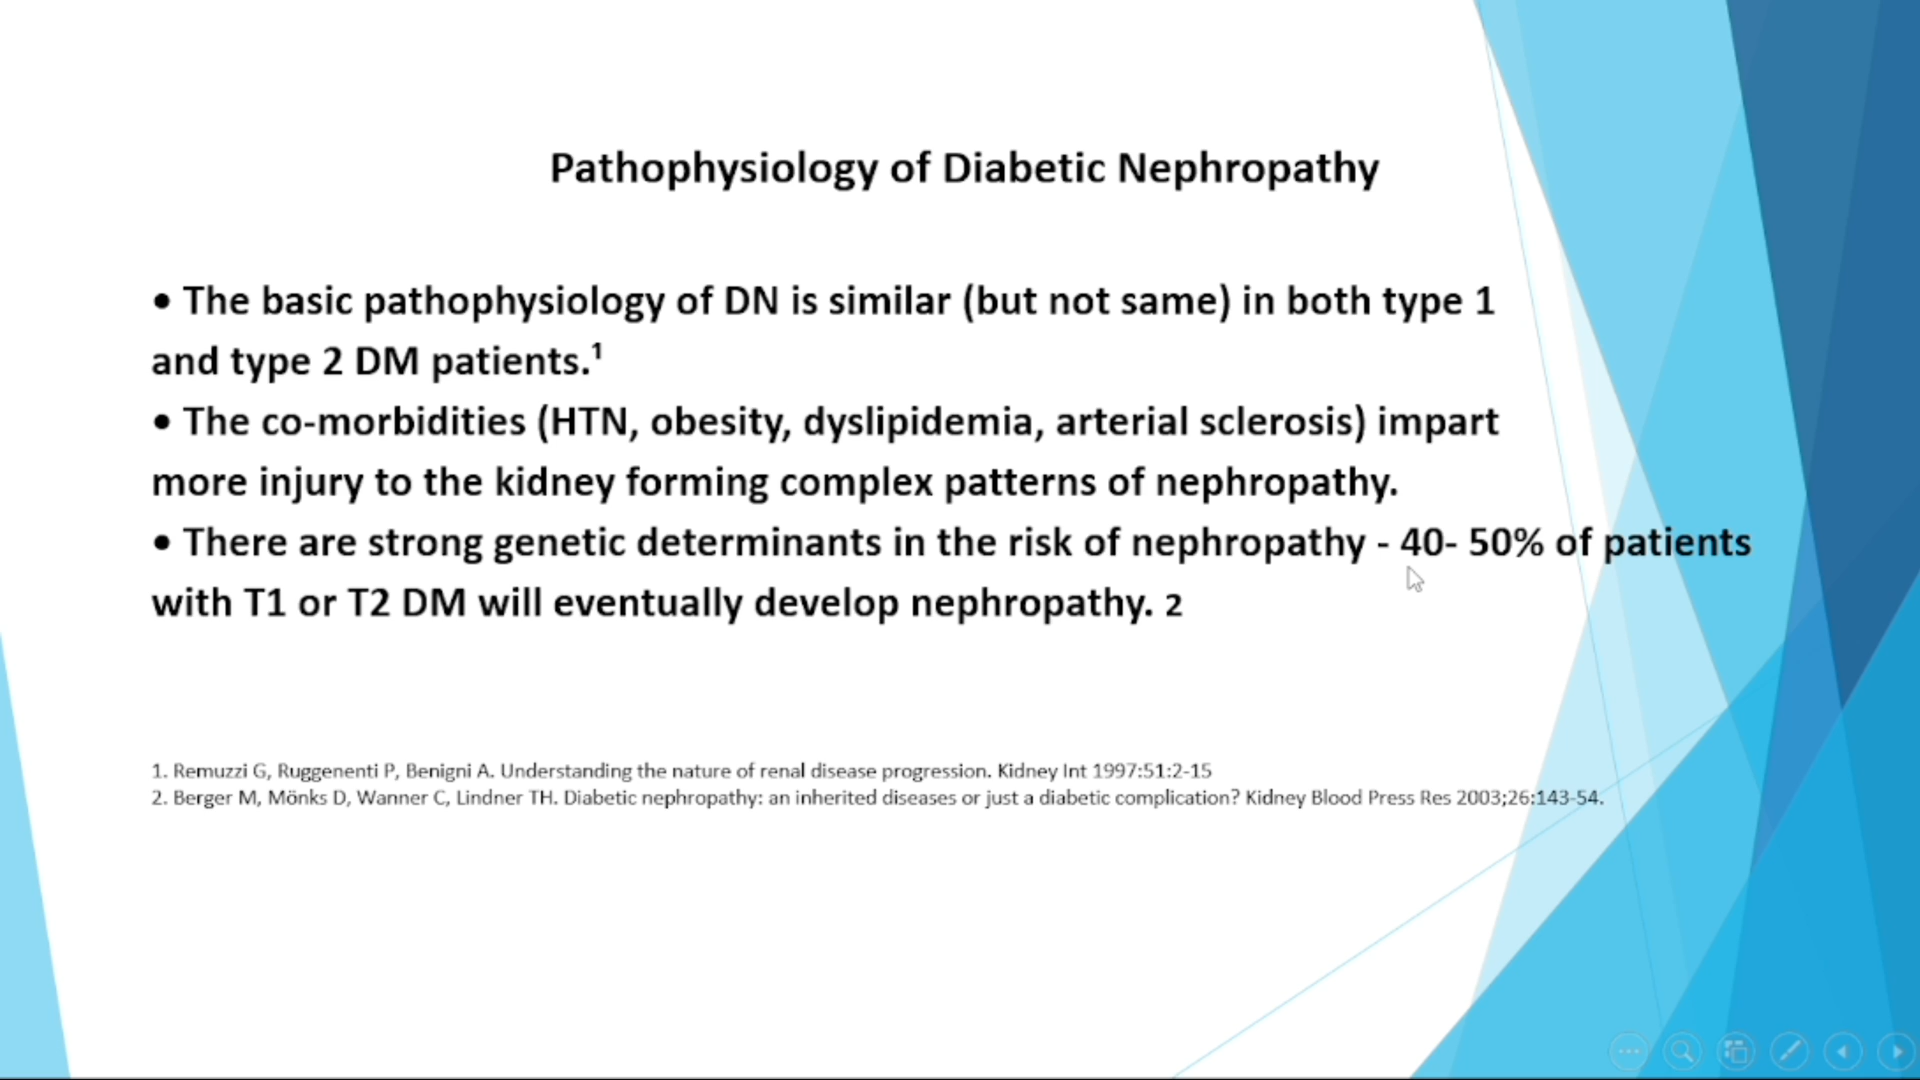 Pathophysiology of Diabetic Nephropathy
• The basic pathophysiology of DN is similar (but not same) in both type 1
and type 2 DM patients.¹
• The co-morbidities (HTN, obesity, dyslipidemia, arterial sclerosis) impart
more injury to the kidney forming complex patterns of nephropathy.
• There are strong genetic determinants in the risk of nephropathy - 40- 50% of patients
with T1 or T2 DM will eventually develop nephropathy. 2
1. Remuzzi G, Ruggenenti P, Benigni A. Understanding the nature of renal disease progression. Kidney Int 1997:51:2-15
2. Berger M, Mönks D, Wanner C, Lindner TH. Diabetic nephropathy: an inherited diseases or just a diabetic complication? Kidney Blood Press Res 2003;26:143-54.